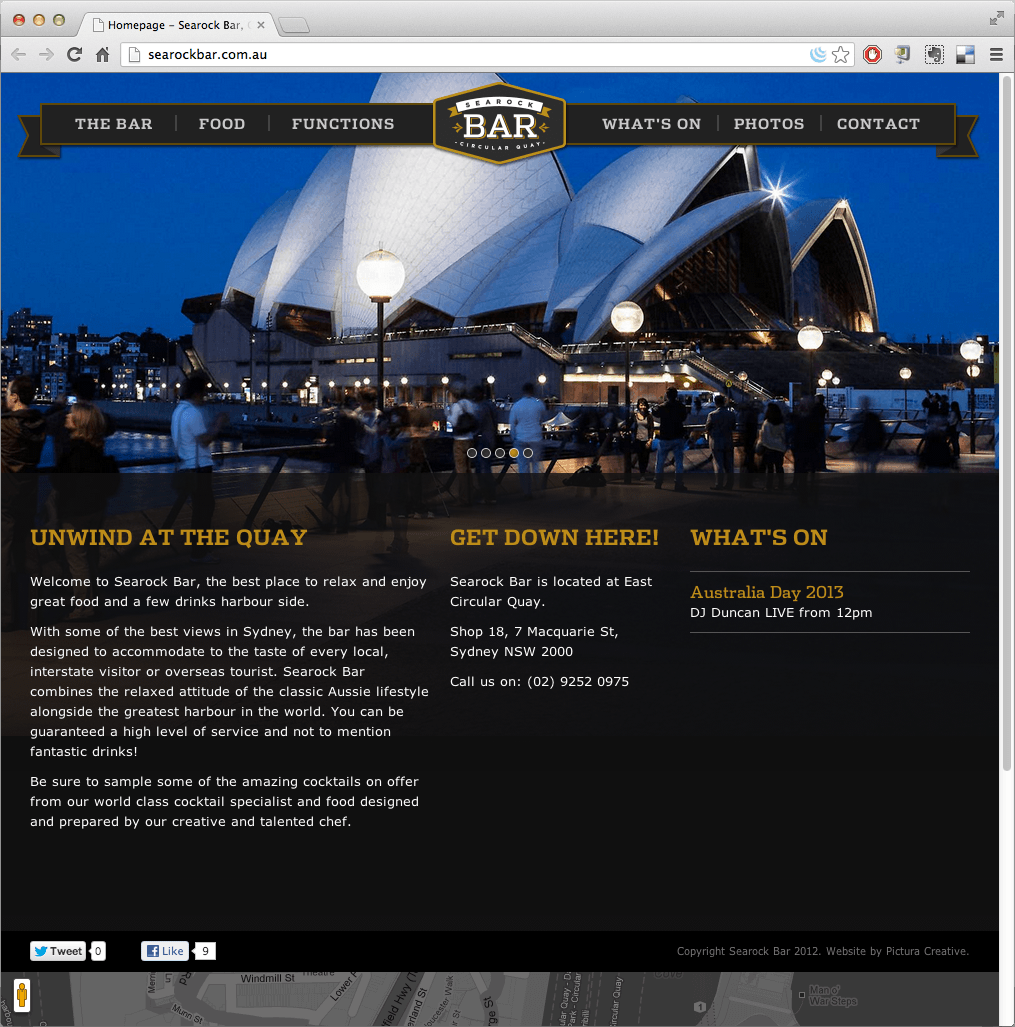 Homepage – Searock Bar,
searockbar.com.au
THE BAR | FOOD | FUNCTIONS
SEAROCK
BAR
CIRCULAR QUAY
WHAT'S ON | PHOTOS | CONTACT
UNWIND AT THE QUAY
Welcome to Searock Bar, the best place to relax and enjoy
great food and a few drinks harbour side.
With some of the best views in Sydney, the bar has been
designed to accommodate to the taste of every local,
interstate visitor or overseas tourist. Searock Bar
combines the relaxed attitude of the classic Aussie lifestyle
alongside the greatest harbour in the world. You can be
guaranteed a high level of service and not to mention
fantastic drinks!
Be sure to sample some of the amazing cocktails on offer
from our world class cocktail specialist and food designed
and prepared by our creative and talented chef.
GET DOWN HERE!
Searock Bar is located at East
Circular Quay.
Shop 18, 7 Macquarie St,
Sydney NSW 2000
Call us on: (02) 9252 0975
WHAT'S ON
Australia Day 2013
DJ Duncan LIVE from 12pm
Tweet 0
Like 9
Copyright Searock Bar 2012. Website by Pictura Creative.
Theatre
Windmill St
Lower
Munn St
Circular Quay
Men o'
War Steps
1